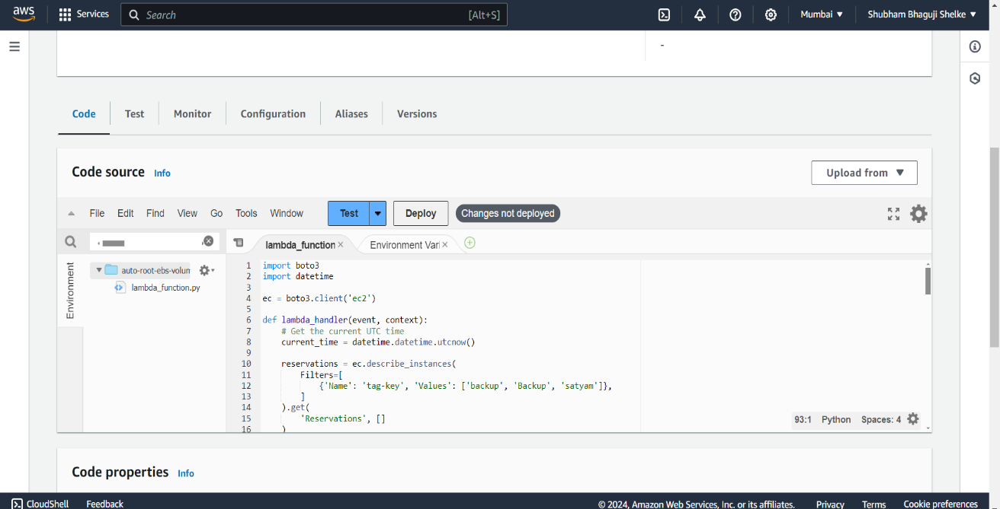 aws
Services
Search
[Alt+S]
Mumbai ▼
Shubham Bhaguji Shelke ▼
-
Code
Test
Monitor
Configuration
Aliases
Versions
Code source Info
Upload from ▼
File Edit Find View Go Tools Window
Test
Deploy
Changes not deployed
lambda_function ×
Environment Vari ×
Environment
auto-root-ebs-volum
lambda_function.py
1 import boto3
2 import datetime
3
4 ec = boto3.client('ec2')
5
6 def lambda_handler(event, context):
7 # Get the current UTC time
8 current_time = datetime.datetime.utcnow()
9
10 reservations = ec.describe_instances(
11 Filters=[
12 {'Name': 'tag-key', 'Values': ['backup', 'Backup', 'satyam']},
13 ]
14 ).get(
15 'Reservations', []
16 )
93:1 Python Spaces: 4
Code properties Info
CloudShell
Feedback
© 2024, Amazon Web Services, Inc. or its affiliates.
Privacy
Terms
Cookie preferences